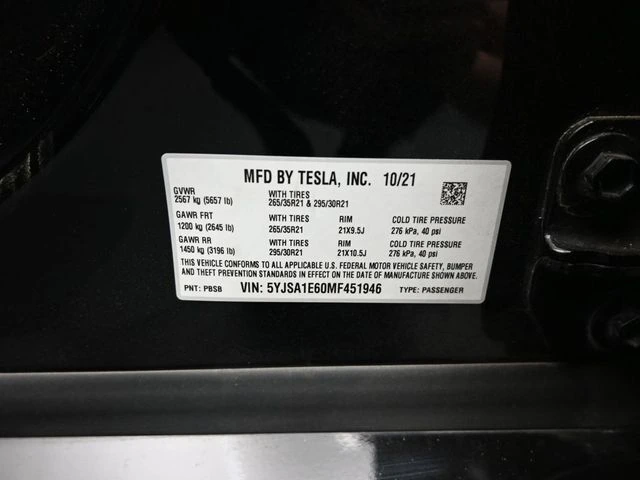 MFD BY TESLA, INC. 10/21
GVWR
2567 kg (5657 lb)
WITH TIRES
265/35R21 & 295/30R21
GAWR FRT
1200 kg (2645 lb)
WITH TIRES
265/35R21
RIM
21X9.5J
COLD TIRE PRESSURE
276 kPa, 40 psi
GAWR RR
1450 kg (3196 lb)
WITH TIRES
295/30R21
RIM
21X10.5J
COLD TIRE PRESSURE
276 kPa, 40 psi
THIS VEHICLE CONFORMS TO ALL APPLICABLE U.S. FEDERAL MOTOR VEHICLE SAFETY, BUMPER
AND THEFT PREVENTION STANDARDS IN EFFECT ON THE DATE OF MANUFACTURE SHOWN ABOVE.
PNT: PBSB VIN: 5YJSA1E60MF451946 TYPE: PASSENGER